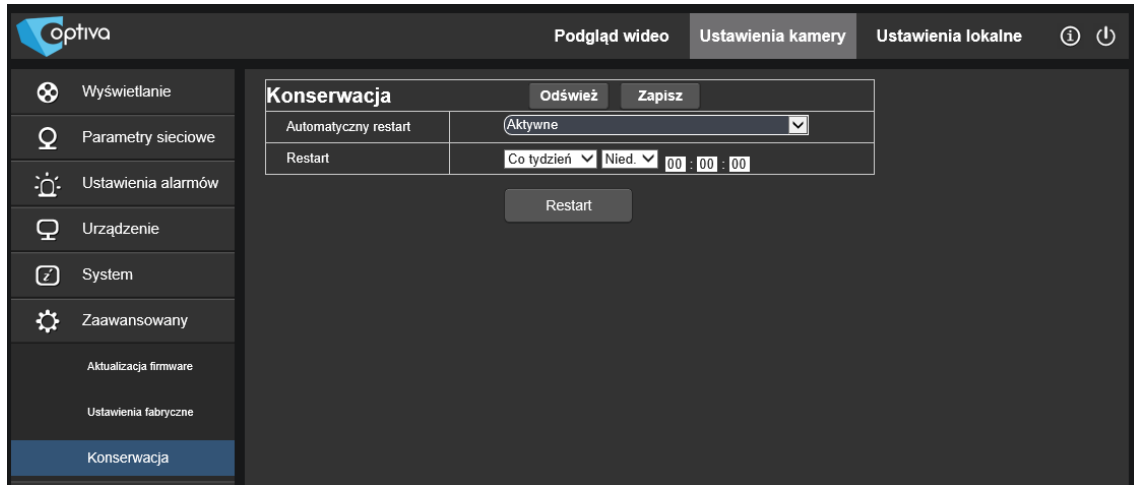 optiva
Podgląd wideo Ustawienia kamery Ustawienia lokalne
Wyświetlanie
Parametry sieciowe
Ustawienia alarmów
Urządzenie
System
Zaawansowany
Aktualizacja firmware
Ustawienia fabryczne
Konserwacja
Konserwacja Odśwież Zapisz
Automatyczny restart Aktywne
Restart Co tydzień Nied. 00 : 00 : 00
Restart